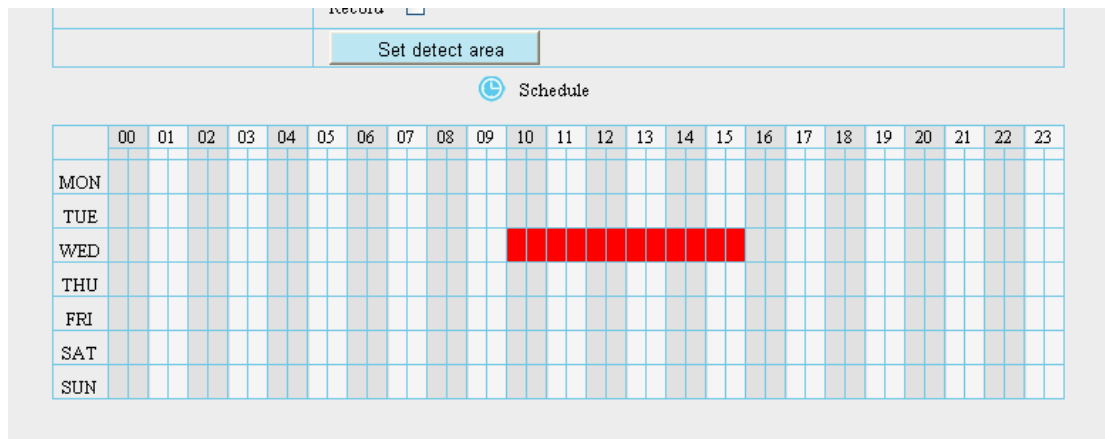 Record
Set detect area
Schedule
00 01 02 03 04 05 06 07 08 09 10 11 12 13 14 15 16 17 18 19 20 21 22 23
MON
TUE
WED
THU
FRI
SAT
SUN